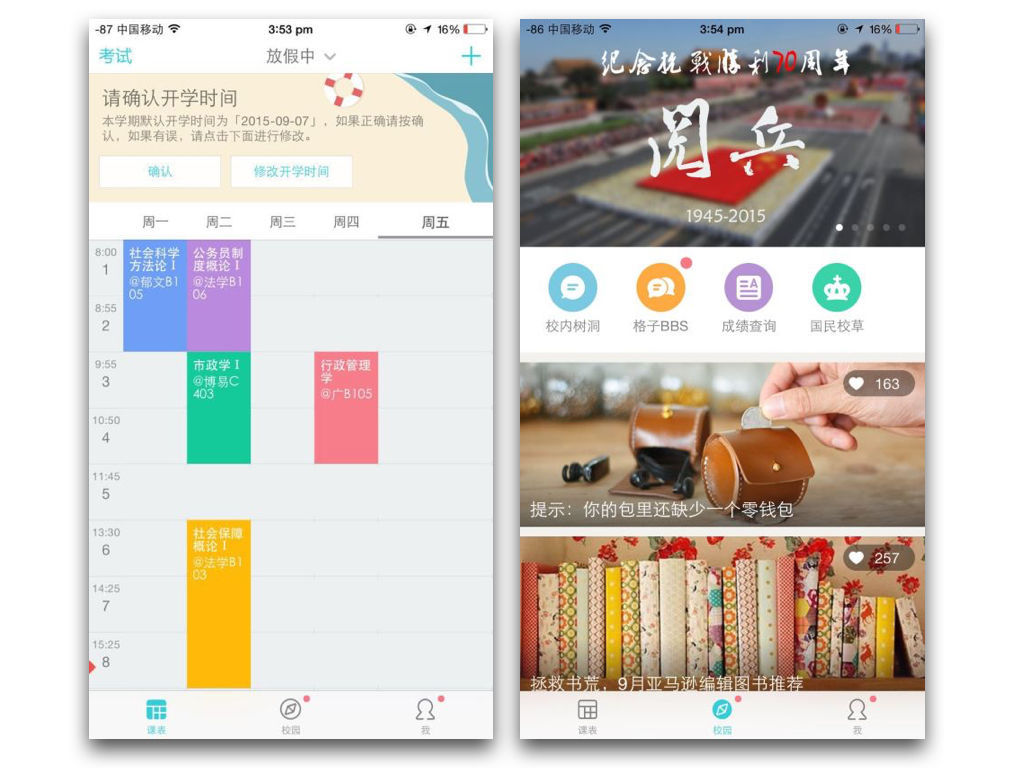 -87 中国移动 3:53 pm 16%
考试 放假中
请确认开学时间
本学期默认开学时间为「2015-09-07」，如果正确请按确
认，如果有误，请点击下面进行修改。
确认 修改开学时间
周一 周二 周三 周四 周五
8:00
1
8:55
2
9:55
3
10:50
4
11:45
5
13:30
6
14:25
7
15:25
8
社会科学
方法论 I
@郁文B1
05
公务员制
度概论 I
@法学B1
06
市政学 I
@博易C
403
行政管理
学
@广B105
社会保障
概论 I
@法学B1
03
课表 校园 我
-86 中国移动 3:54 pm 16%
纪念抗戰勝利70周年
阅兵
1945-2015
校内树洞 格子BBS 成绩查询 国民校草
163
提示：你的包里还缺少一个零钱包
257
拯救书荒，9月亚马逊编辑图书推荐
课表 校园 我